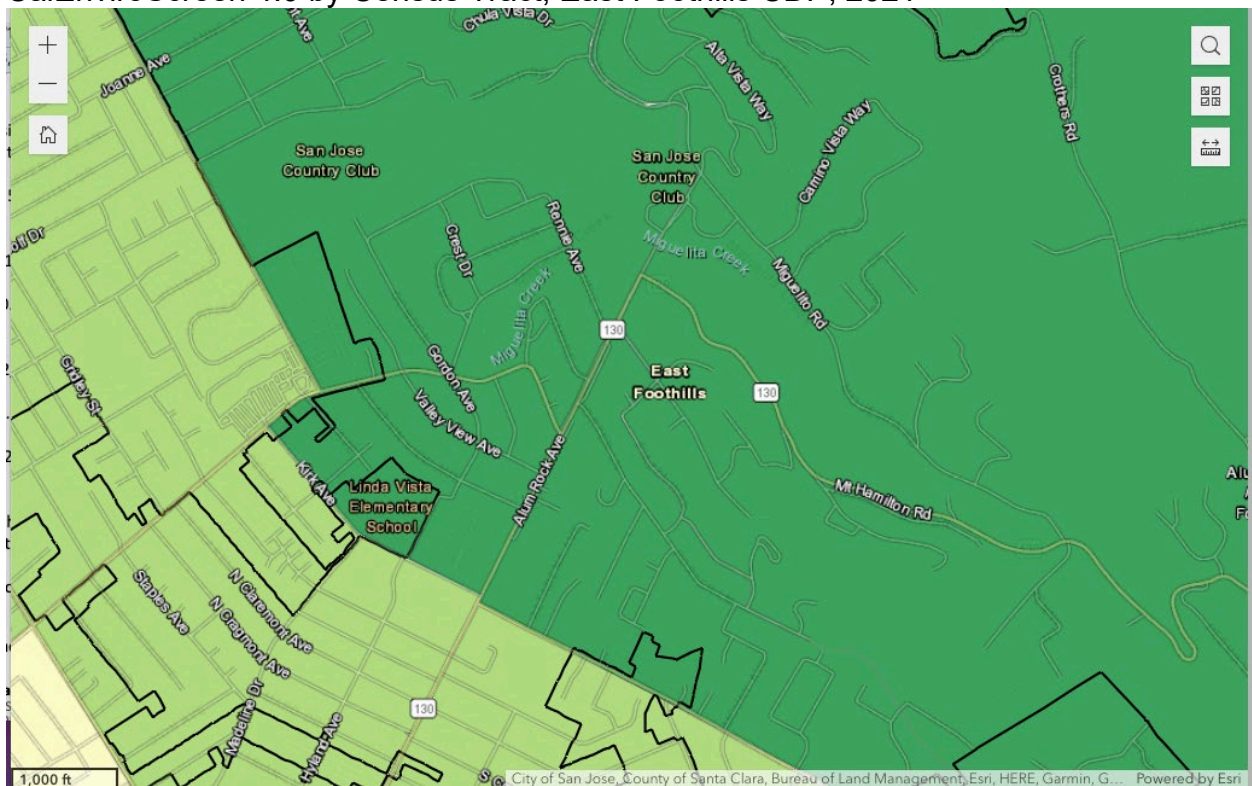 Chula Vista Dr
Joanne Ave
Alta Vista Way
Crothers Rd
Camino Vista Way
San Jose
Country Club
San Jose
Country
Club
Rennie Ave
Crest Dr
Miguelita Creek
Miguelita Creek
Miguelito Rd
130
East
Foothills
130
Gridley St
Gordon Ave
Valley View Ave
Alum Rock Ave
Kirk Ave
Linda Vista
Elementary
School
Mt Hamilton Rd
Staples Ave
N Claremont Ave
N Cragmont Ave
Madeline Dr
Hyland Ave
130
1,000 ft
City of San Jose, County of Santa Clara, Bureau of Land Management, Esri, HERE, Garmin, G... Powered by Esri